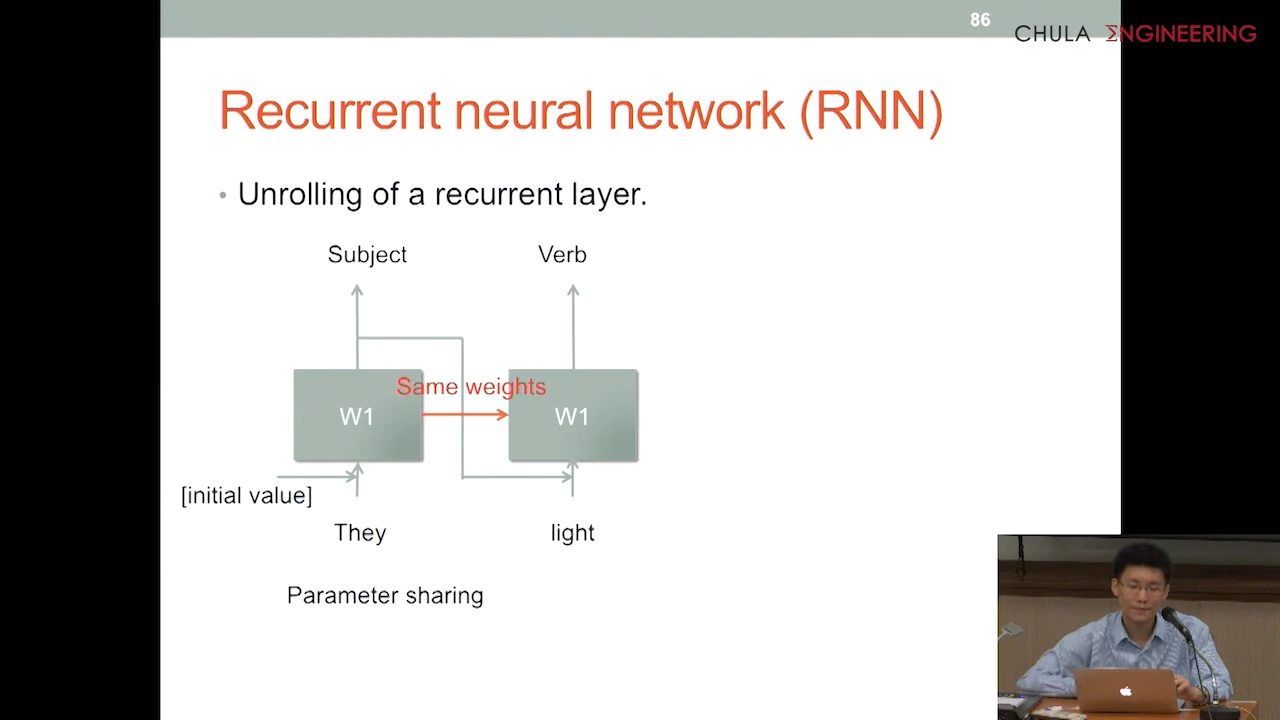 86
CHULA ΣNGINEERING
Recurrent neural network (RNN)
• Unrolling of a recurrent layer.
Subject
Verb
Same weights
W1
W1
[initial value]
They
light
Parameter sharing